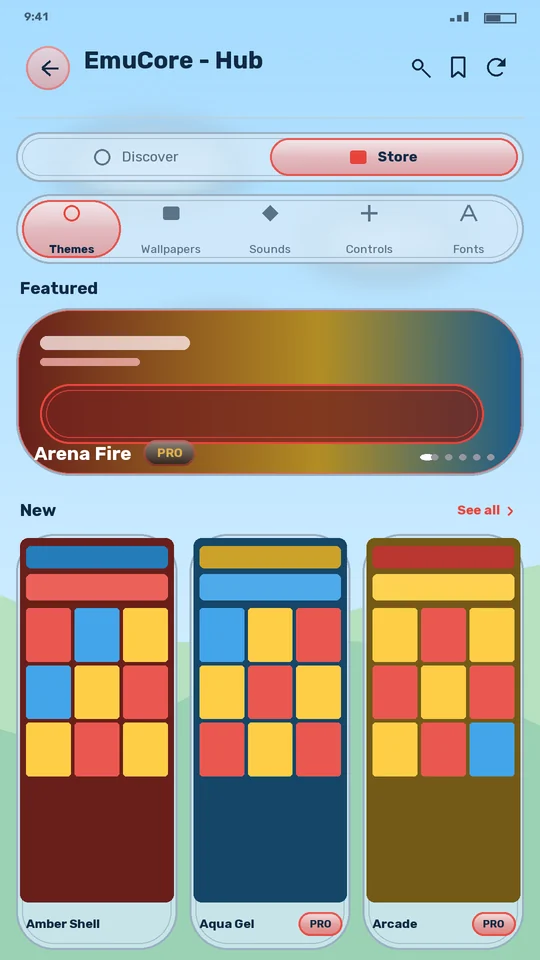 9:41
EmuCore - Hub
Discover
Store
Themes
Wallpapers
Sounds
Controls
Fonts
Featured
Arena Fire
PRO
New
See all
Amber Shell
Aqua Gel
PRO
Arcade
PRO